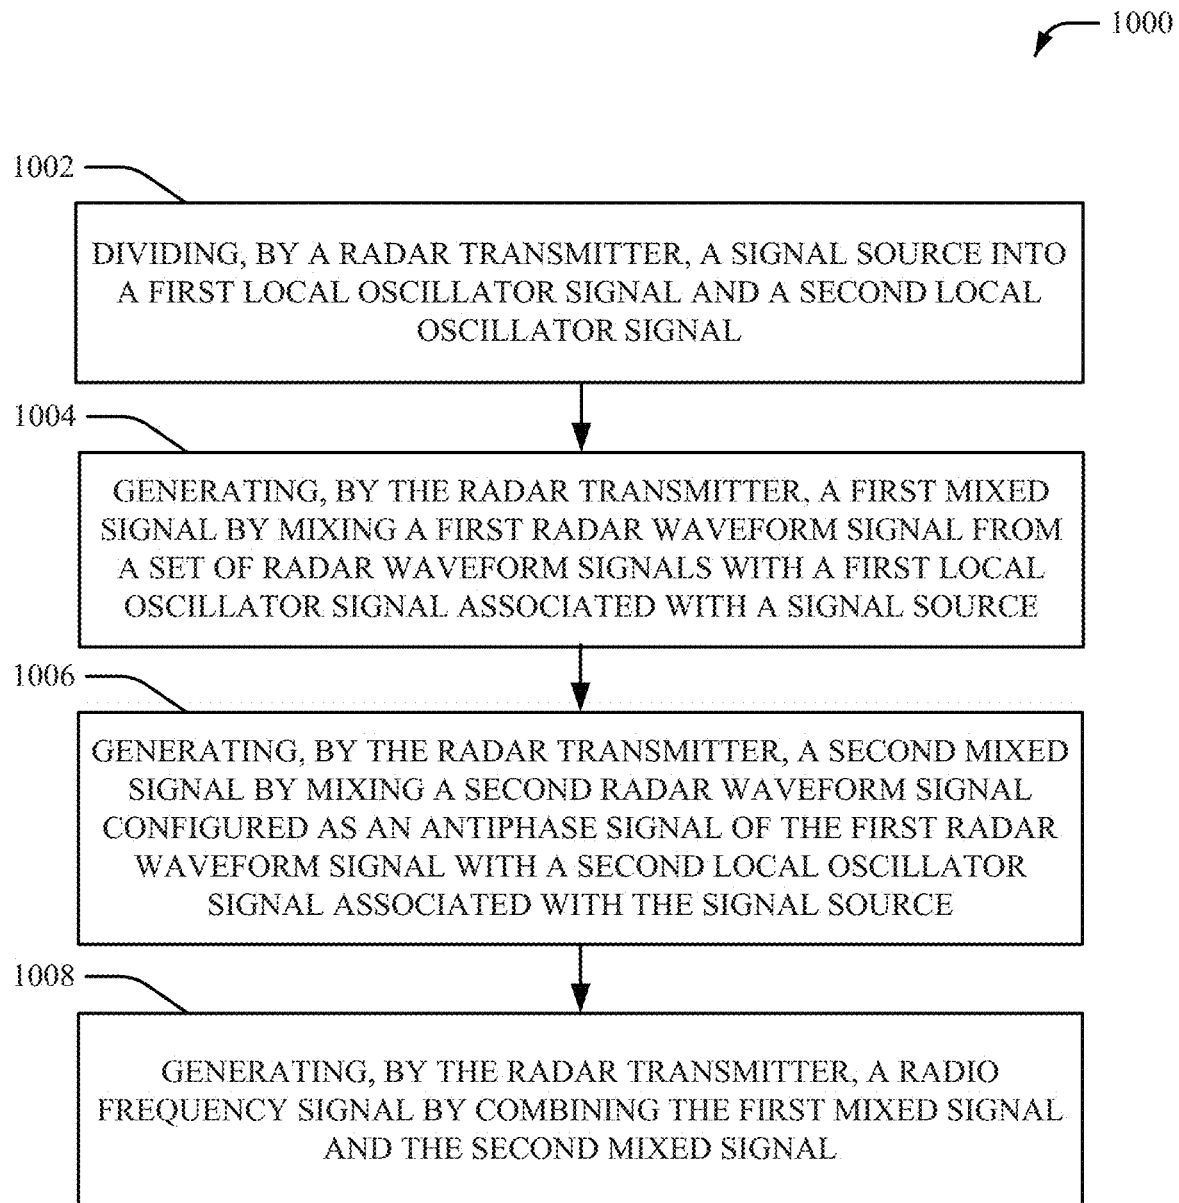 1000
1002
DIVIDING, BY A RADAR TRANSMITTER, A SIGNAL SOURCE INTO
A FIRST LOCAL OSCILLATOR SIGNAL AND A SECOND LOCAL
OSCILLATOR SIGNAL
1004
GENERATING, BY THE RADAR TRANSMITTER, A FIRST MIXED
SIGNAL BY MIXING A FIRST RADAR WAVEFORM SIGNAL FROM
A SET OF RADAR WAVEFORM SIGNALS WITH A FIRST LOCAL
OSCILLATOR SIGNAL ASSOCIATED WITH A SIGNAL SOURCE
1006
GENERATING, BY THE RADAR TRANSMITTER, A SECOND MIXED
SIGNAL BY MIXING A SECOND RADAR WAVEFORM SIGNAL
CONFIGURED AS AN ANTIPHASE SIGNAL OF THE FIRST RADAR
WAVEFORM SIGNAL WITH A SECOND LOCAL OSCILLATOR
SIGNAL ASSOCIATED WITH THE SIGNAL SOURCE
1008
GENERATING, BY THE RADAR TRANSMITTER, A RADIO
FREQUENCY SIGNAL BY COMBINING THE FIRST MIXED SIGNAL
AND THE SECOND MIXED SIGNAL